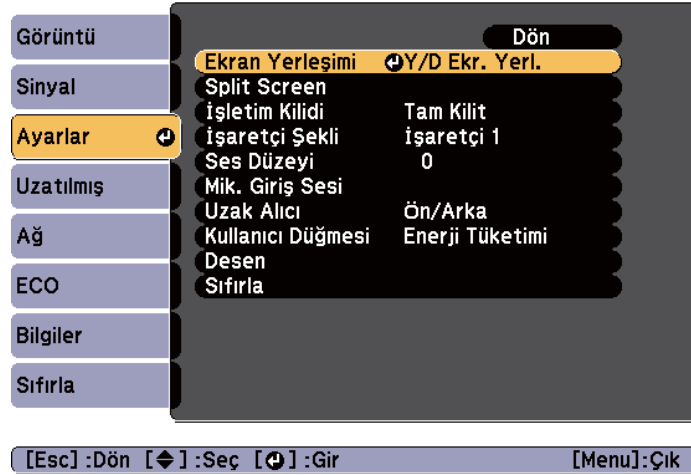 Görüntü
Sinyal
Ayarlar
Uzatılmış
Ağ
ECO
Bilgiler
Sıfırla
Dön
Ekran Yerleşimi Y/D Ekr. Yerl.
Split Screen
İşletim Kilidi Tam Kilit
İşaretçi Şekli İşaretçi 1
Ses Düzeyi 0
Mik. Giriş Sesi
Uzak Alıcı Ön/Arka
Kullanıcı Düğmesi Enerji Tüketimi
Desen
Sıfırla
[Esc] :Dön [ ] :Seç [ ] :Gir [Menu]:Çık